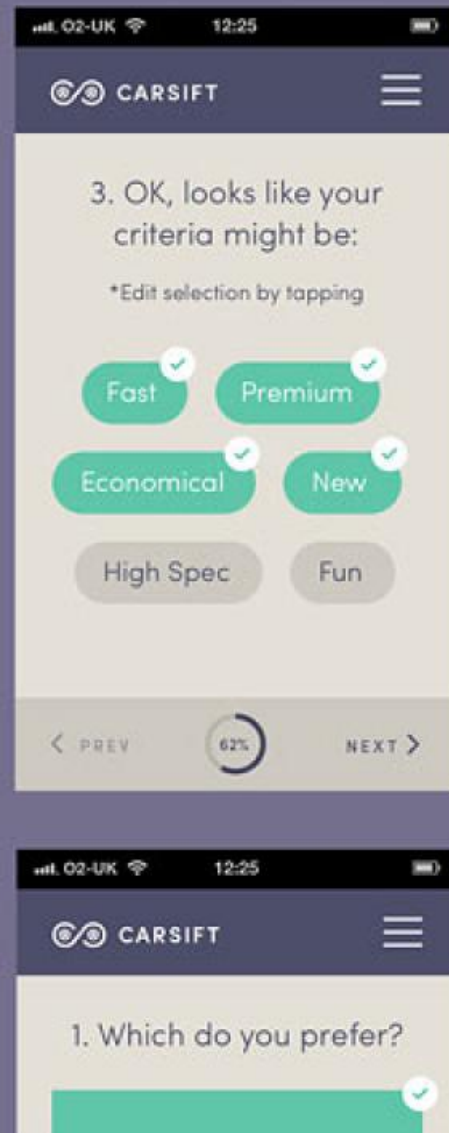 O2-UK 12:25
CARSIFT
3. OK, looks like your
criteria might be:
*Edit selection by tapping
Fast Premium
Economical New
High Spec Fun
PREV 62% NEXT
O2-UK 12:25
CARSIFT
1. Which do you prefer?